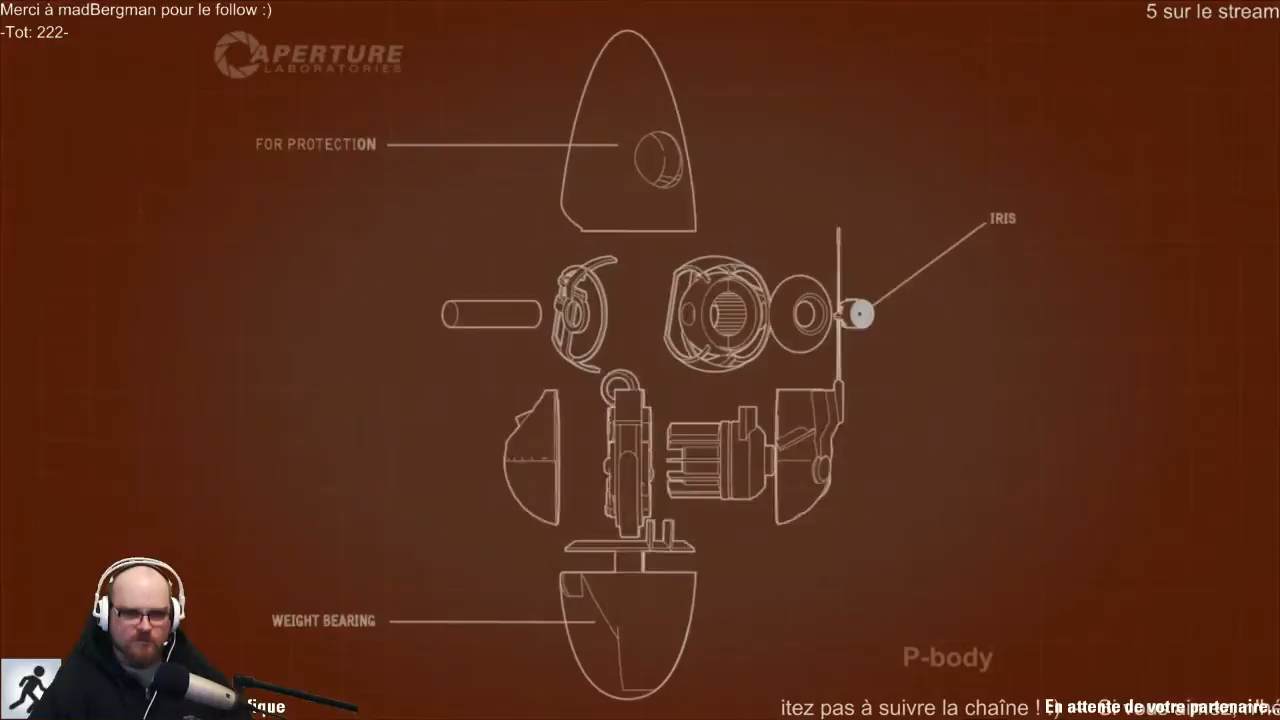 Merci à madBergman pour le follow :)
-Tot: 222-
5 sur le stream
APERTURE
LABORATORIES
FOR PROTECTION
IRIS
WEIGHT BEARING
P-body
fique
itez pas à suivre la chaîne !
En attente de votre partenaire.